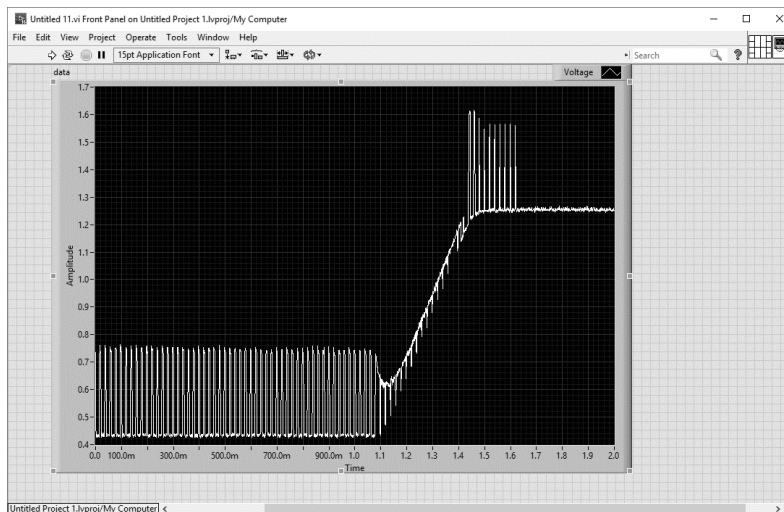 Untitled 11.vi Front Panel on Untitled Project 1.lvproj/My Computer
File Edit View Project Operate Tools Window Help
15pt Application Font
Search
data
Voltage
1.7
1.6
1.5
1.4
1.3
1.2
1.1
1.0
0.9
0.8
0.7
0.6
0.5
0.4
Amplitude
0.0 100.0m 300.0m 500.0m 700.0m 900.0m 1.0 1.1 1.2 1.3 1.4 1.5 1.6 1.7 1.8 1.9 2.0
Time
Untitled Project 1.lvproj/My Computer